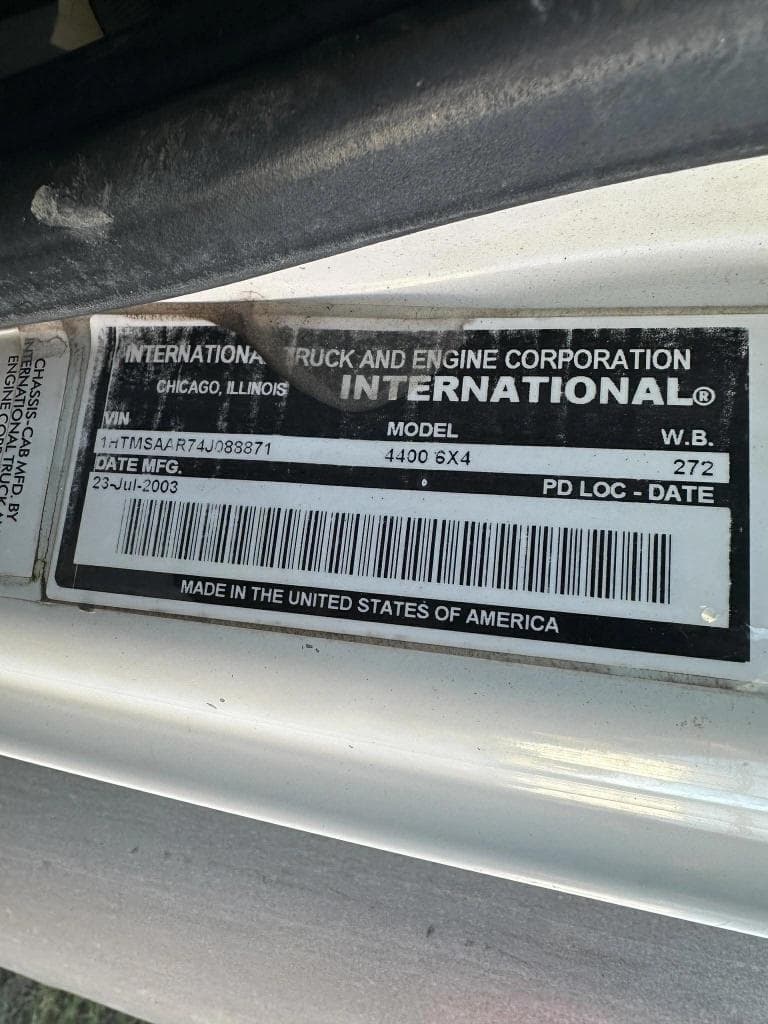 INTERNATIONAL TRUCK AND ENGINE CORPORATION
CHICAGO, ILLINOIS INTERNATIONAL®
VIN MODEL W.B.
1HTMSAAR74J088871 4400 6X4 272
DATE MFG. PD LOC - DATE
23-Jul-2003
MADE IN THE UNITED STATES OF AMERICA
CHASSIS-CAB MFD. BY
INTERNATIONAL TRUCK
ENGINE CORP.